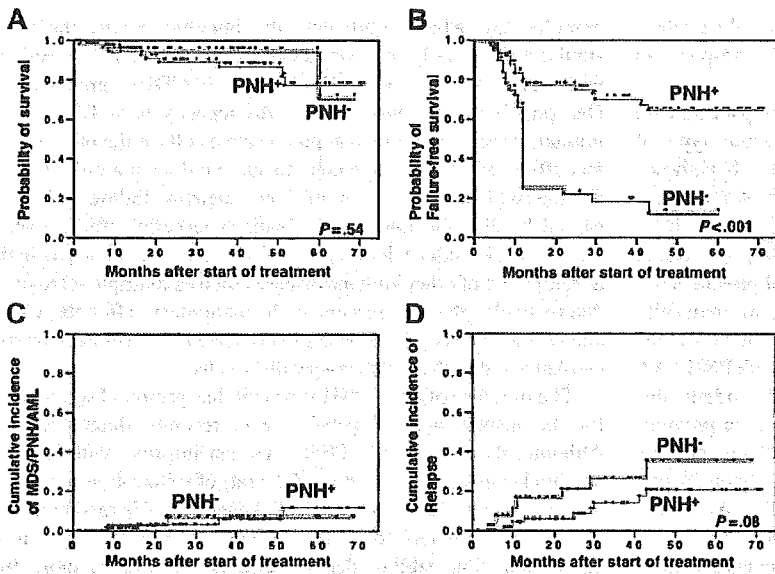 A
Probability of survival
1.0
0.8
0.6
0.4
0.2
0.0
PNH+
PNH-
P=.54
0 10 20 30 40 50 60 70
Months after start of treatment
B
Probability of
Failure-free survival
1.0
0.8
0.6
0.4
0.2
0.0
PNH+
PNH-
P<.001
0 10 20 30 40 50 60 70
Months after start of treatment
C
Cumulative incidence
of MDS/PNH/AML
1.0
0.8
0.6
0.4
0.2
0.0
PNH-
PNH+
0 10 20 30 40 50 60 70
Months after start of treatment
D
Cumulative incidence of
Relapse
1.0
0.8
0.6
0.4
0.2
0.0
PNH-
PNH+
P=.08
0 10 20 30 40 50 60 70
Months after start of treatment